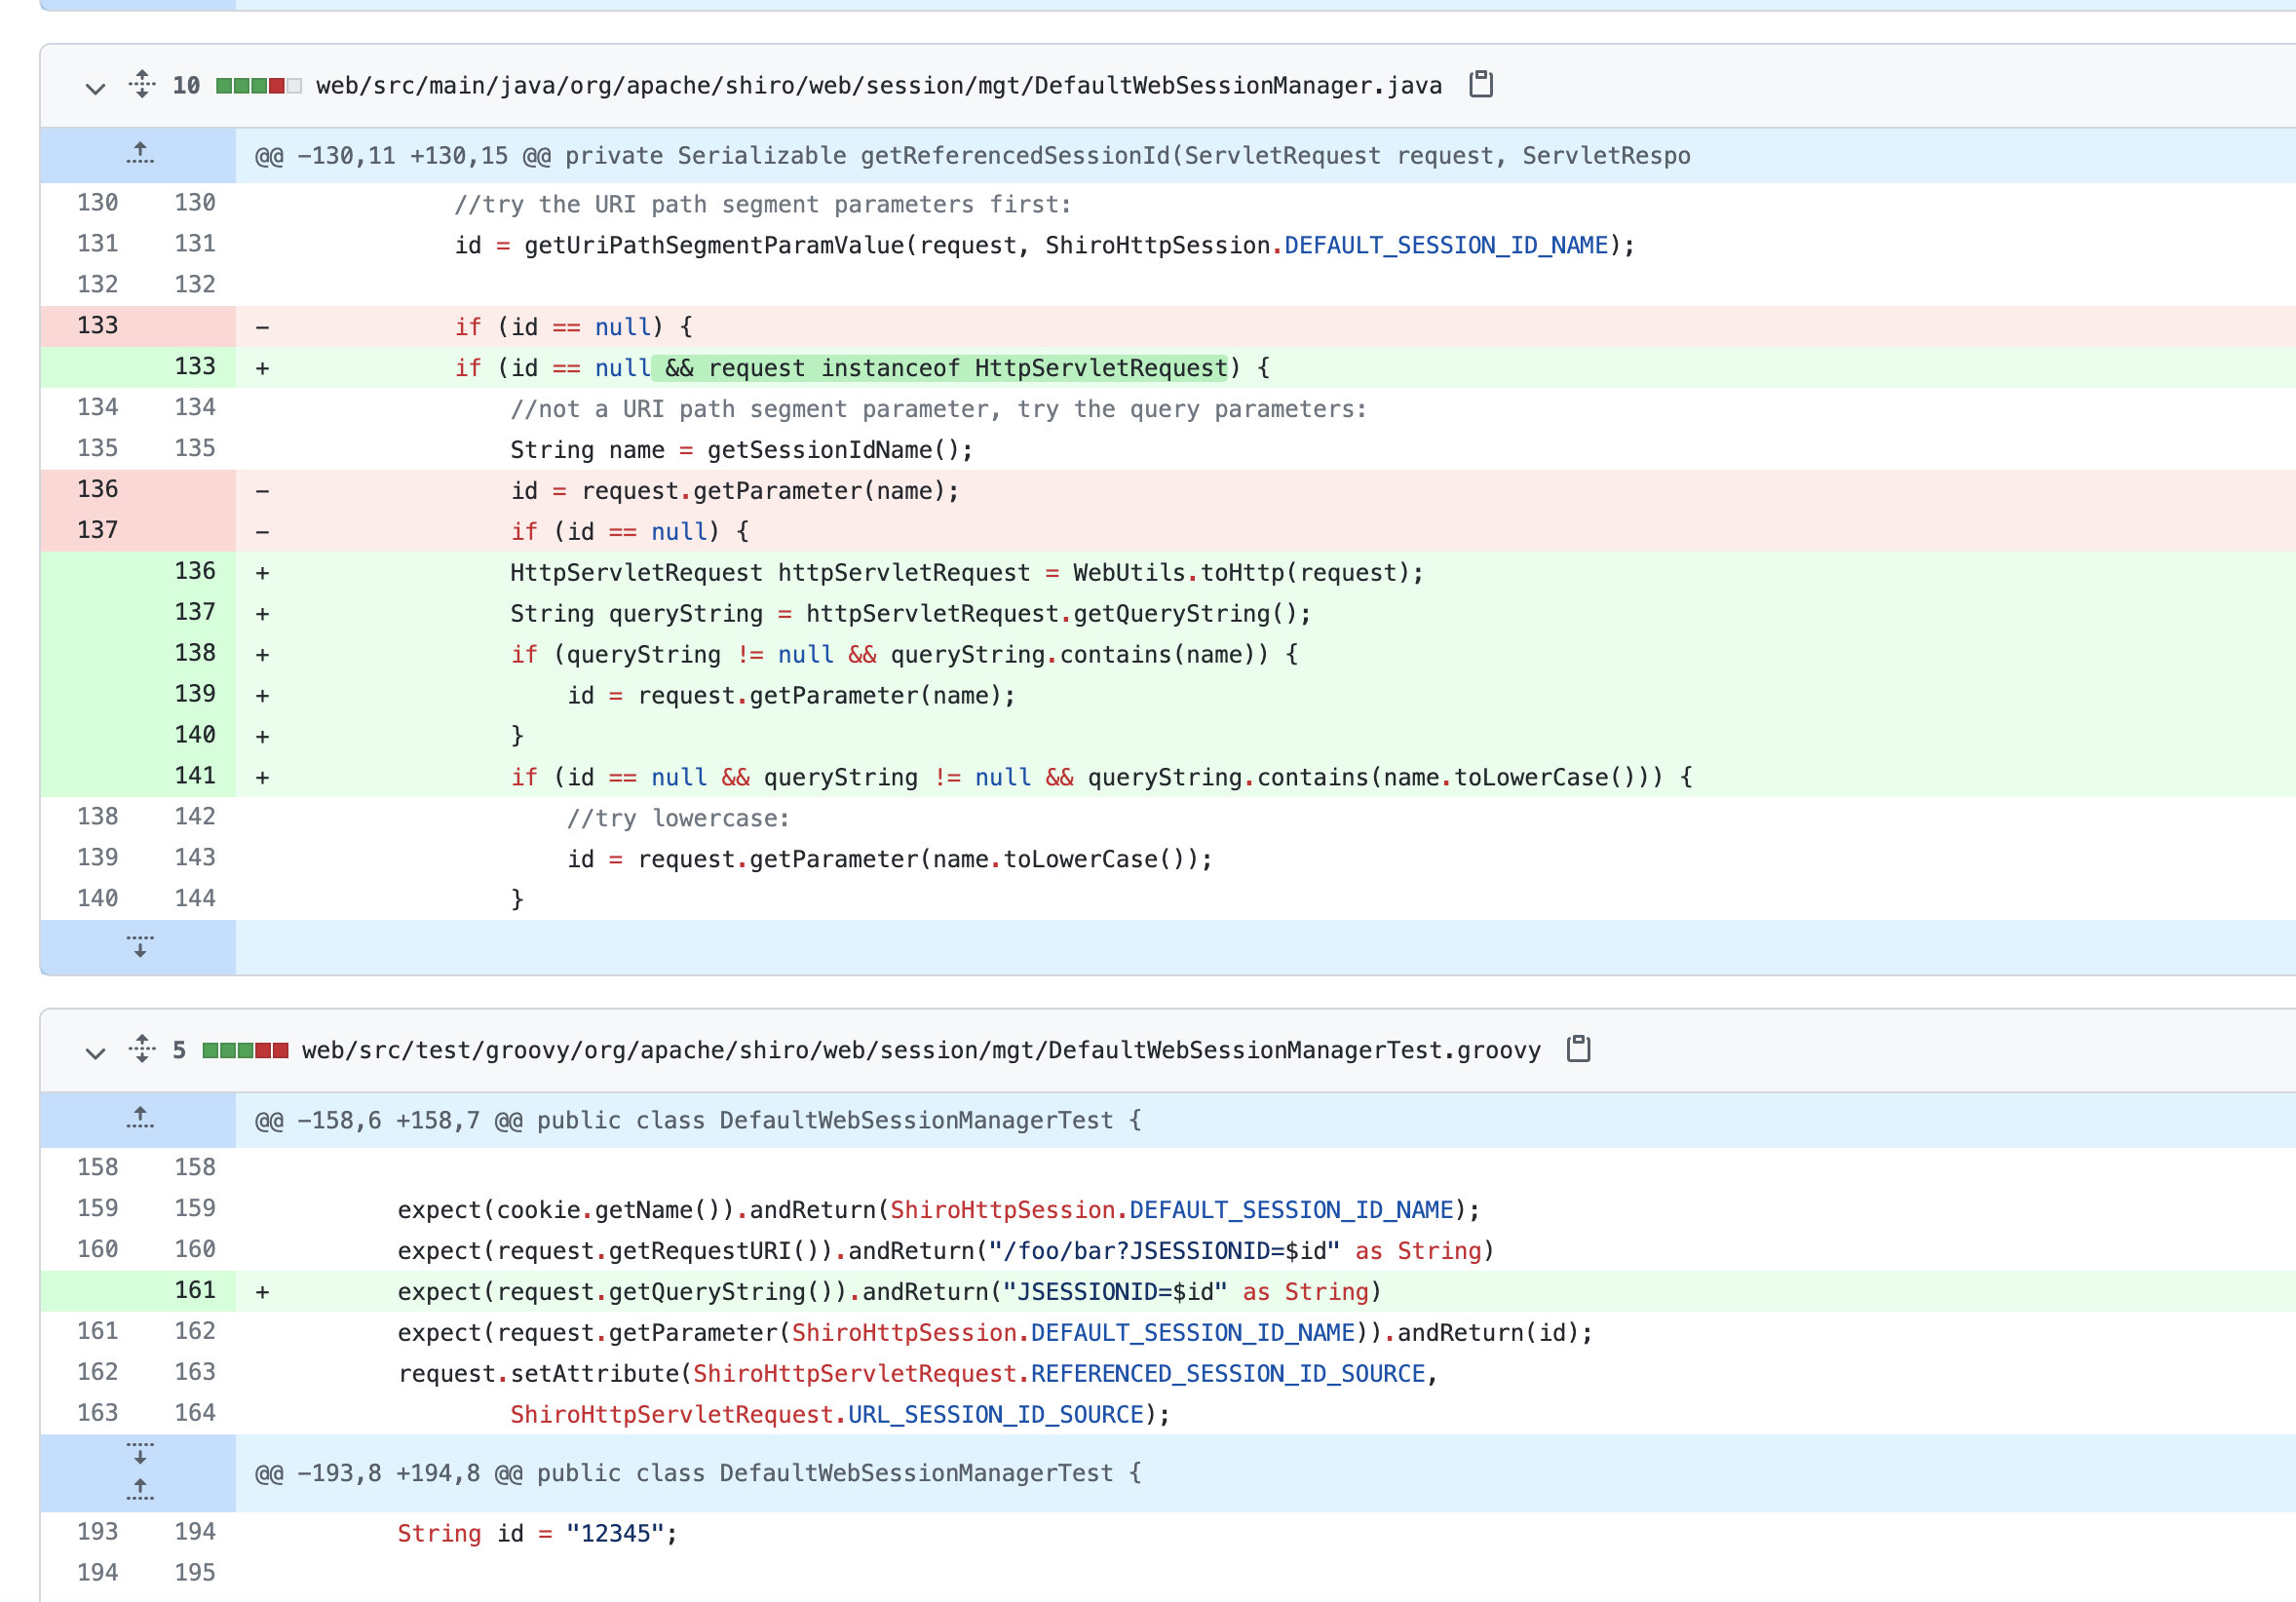 10 web/src/main/java/org/apache/shiro/web/session/mgt/DefaultWebSessionManager.java
@@ -130,11 +130,15 @@ private Serializable getReferencedSessionId(ServletRequest request, ServletRespo
130 130 //try the URI path segment parameters first:
131 131 id = getUriPathSegmentParamValue(request, ShiroHttpSession.DEFAULT_SESSION_ID_NAME);
132 132
133 - if (id == null) {
133 + if (id == null && request instanceof HttpServletRequest) {
134 134 //not a URI path segment parameter, try the query parameters:
135 135 String name = getSessionIdName();
136 - id = request.getParameter(name);
137 - if (id == null) {
136 + HttpServletRequest httpServletRequest = WebUtils.toHttp(request);
137 + String queryString = httpServletRequest.getQueryString();
138 + if (queryString != null && queryString.contains(name)) {
139 + id = request.getParameter(name);
140 + }
141 + if (id == null && queryString != null && queryString.contains(name.toLowerCase())) {
138 142 //try lowercase:
139 143 id = request.getParameter(name.toLowerCase());
140 144 }
5 web/src/test/groovy/org/apache/shiro/web/session/mgt/DefaultWebSessionManagerTest.groovy
@@ -158,6 +158,7 @@ public class DefaultWebSessionManagerTest {
158 158
159 159 expect(cookie.getName()).andReturn(ShiroHttpSession.DEFAULT_SESSION_ID_NAME);
160 160 expect(request.getRequestURI()).andReturn("/foo/bar?JSESSIONID=$id" as String)
161 + expect(request.getQueryString()).andReturn("JSESSIONID=$id" as String)
161 162 expect(request.getParameter(ShiroHttpSession.DEFAULT_SESSION_ID_NAME)).andReturn(id);
162 163 request.setAttribute(ShiroHttpServletRequest.REFERENCED_SESSION_ID_SOURCE,
163 164 ShiroHttpServletRequest.URL_SESSION_ID_SOURCE);
@@ -193,8 +194,8 @@ public class DefaultWebSessionManagerTest {
193 194 String id = "12345";
194 195